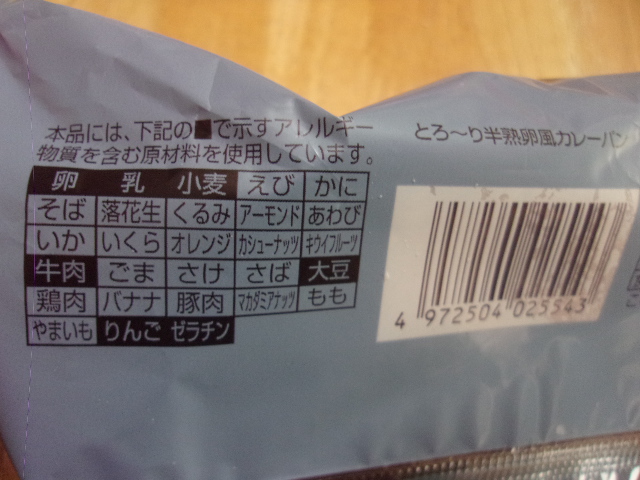 本品には、下記の■で示すアレルギー
物質を含む原材料を使用しています。
卵 乳 小麦 えび かに
そば 落花生 くるみ アーモンド あわび
いか いくら オレンジ カシューナッツ キウイフルーツ
牛肉 ごま さけ さば 大豆
鶏肉 バナナ 豚肉 マカダミアナッツ もも
やまいも りんご ゼラチン
とろ～り半熟卵風カレーパン
4 972504 025543